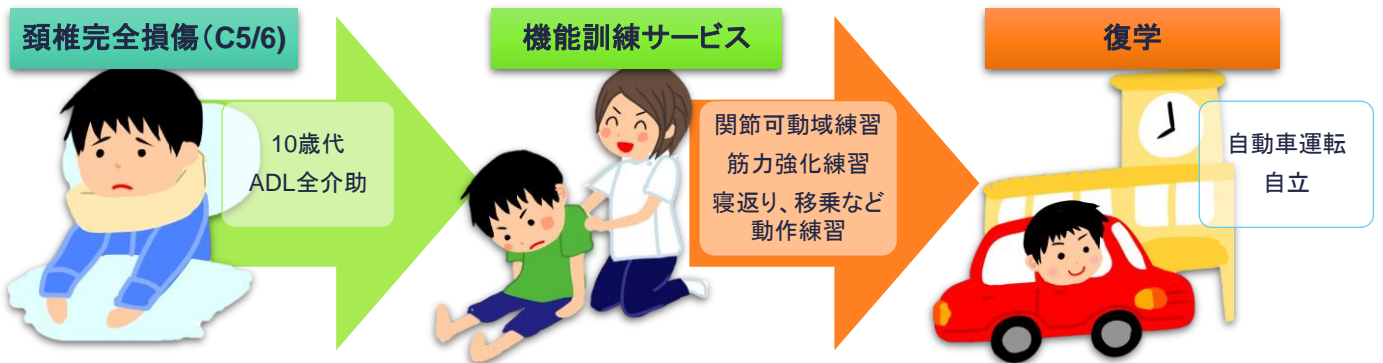 頚椎完全損傷（C5/6)
10歳代
ADL全介助
機能訓練サービス
関節可動域練習
筋力強化練習
寝返り、移乗など
動作練習
復学
自動車運転
自立